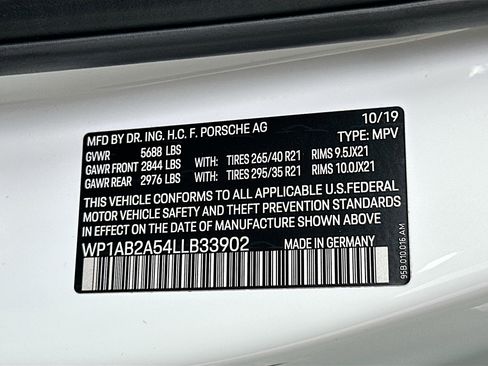 10/19
MFD BY DR. ING. H.C. F. PORSCHE AG TYPE: MPV
GVWR 5688 LBS
GAWR FRONT 2844 LBS WITH: TIRES 265/40 R21 RIMS 9.5JX21
GAWR REAR 2976 LBS WITH: TIRES 295/35 R21 RIMS 10.0JX21
THIS VEHICLE CONFORMS TO ALL APPLICABLE U.S.FEDERAL
MOTOR VEHICLE SAFETY AND THEFT PREVENTION STANDARDS
IN EFFECT ON THE DATE OF MANUFACTURE SHOWN ABOVE
WP1AB2A54LLB33902 MADE IN GERMANY
95B.010.016.AM